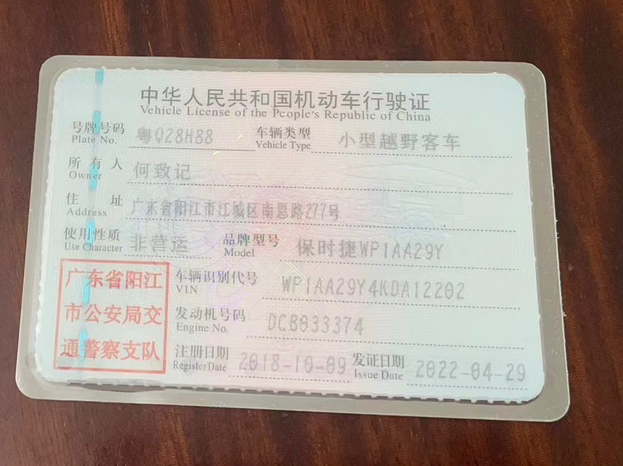 中华人民共和国机动车行驶证
Vehicle License of the People's Republic of China
号牌号码 粤Q28H88 车辆类型 小型越野客车
Plate No. Vehicle Type
所有人 何致记
Owner
住址 广东省阳江市江城区南恩路277号
Address
使用性质 非营运 品牌型号 保时捷WP1AA29Y
Use Character Model
广东省阳江
市公安局交
通警察支队
车辆识别代号 WP1AA29Y4KDA12202
VIN
发动机号码 DCB033374
Engine No.
注册日期 2018-10-09 发证日期 2022-04-29
Register Date Issue Date